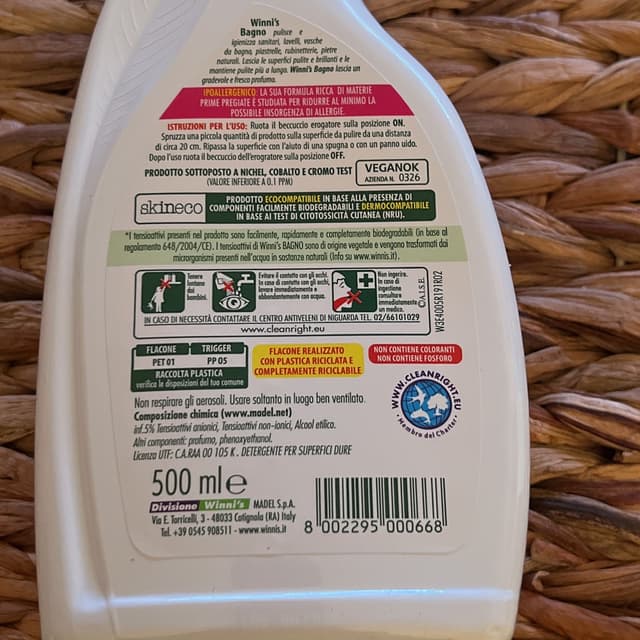 Winni's
Bagno pulisce e
igienizza sanitari, lavelli, vasche
da bagno, piastrelle, rubinetterie, pietre
naturali. Lascia le superfici pulite e brillanti e le
mantiene pulite più a lungo. Winni's Bagno lascia un
gradevole e fresco profumo.
IPOALLERGENICO: LA SUA FORMULA RICCA DI MATERIE
PRIME PREGIATE È STUDIATA PER RIDURRE AL MINIMO LA
POSSIBILE INSORGENZA DI ALLERGIE.
ISTRUZIONI PER L'USO: Ruota il beccuccio erogatore sulla posizione ON.
Spruzza una piccola quantità di prodotto sulla superficie da pulire da una distanza
di circa 20 cm. Ripassa la superficie con l'aiuto di una spugna o con un panno umido.
Dopo l'uso ruota il beccuccio dell'erogatore sulla posizione OFF.
PRODOTTO SOTTOPOSTO A NICHEL, COBALTO E CROMO TEST
(VALORE INFERIORE A 0.1 PPM)
VEGANOK
AZIENDA N. 0326
skineco
PRODOTTO ECOCOMPATIBILE IN BASE ALLA PRESENZA DI
COMPONENTI FACILMENTE BIODEGRADABILI E DERMOCOMPATIBILE
IN BASE AI TEST DI CITOTOSSICITÀ CUTANEA (NRU).
*I tensioattivi presenti nel prodotto sono facilmente, rapidamente e completamente biodegradabili (in base al
regolamento 648/2004/CE). I tensioattivi di Winni's BAGNO sono di origine vegetale e vengono trasformati dai
microrganismi presenti nell'acqua in sostanze naturali (Info su www.winnis.it).
Tenere
lontano
dai
bambini.
Evitare il contatto con gli occhi.
In caso di contatto con gli occhi,
lavare immediatamente e
abbondantemente con acqua.
Non ingerire.
In caso di
ingestione
consultare
immediatamente
un medico.
©A.I.S.E.
IN CASO DI NECESSITÀ CONTATTARE IL CENTRO ANTIVELENI DI NIGUARDA TEL. 02/66101029
www.cleanright.eu
W3E4005R191R02
FLACONE
TRIGGER
PET 01
PP 05
RACCOLTA PLASTICA
verifica le disposizioni del tuo comune
FLACONE REALIZZATO
CON PLASTICA RICICLATA E
COMPLETAMENTE RICICLABILE
NON CONTIENE COLORANTI
NON CONTIENE FOSFORO
WWW.CLEANRIGHT.EU
Membro del Charter
Non respirare gli aerosoli. Usare soltanto in luogo ben ventilato.
Composizione chimica (www.madel.net)
inf.5% Tensioattivi anionici, Tensioattivi non-ionici, Alcool etilico.
Altri componenti: profumo, phenoxyethanol.
Licenza UTF: C.A.RAA 00 105 K . DETERGENTE PER SUPERFICI DURE
500 ml e
Divisione Winni's MADEL S.p.A.
Via E. Torricelli, 3 - 48033 Cotignola (RA) Italy
Tel. +39 0545 908511 - www.winnis.it
8 002295 000668